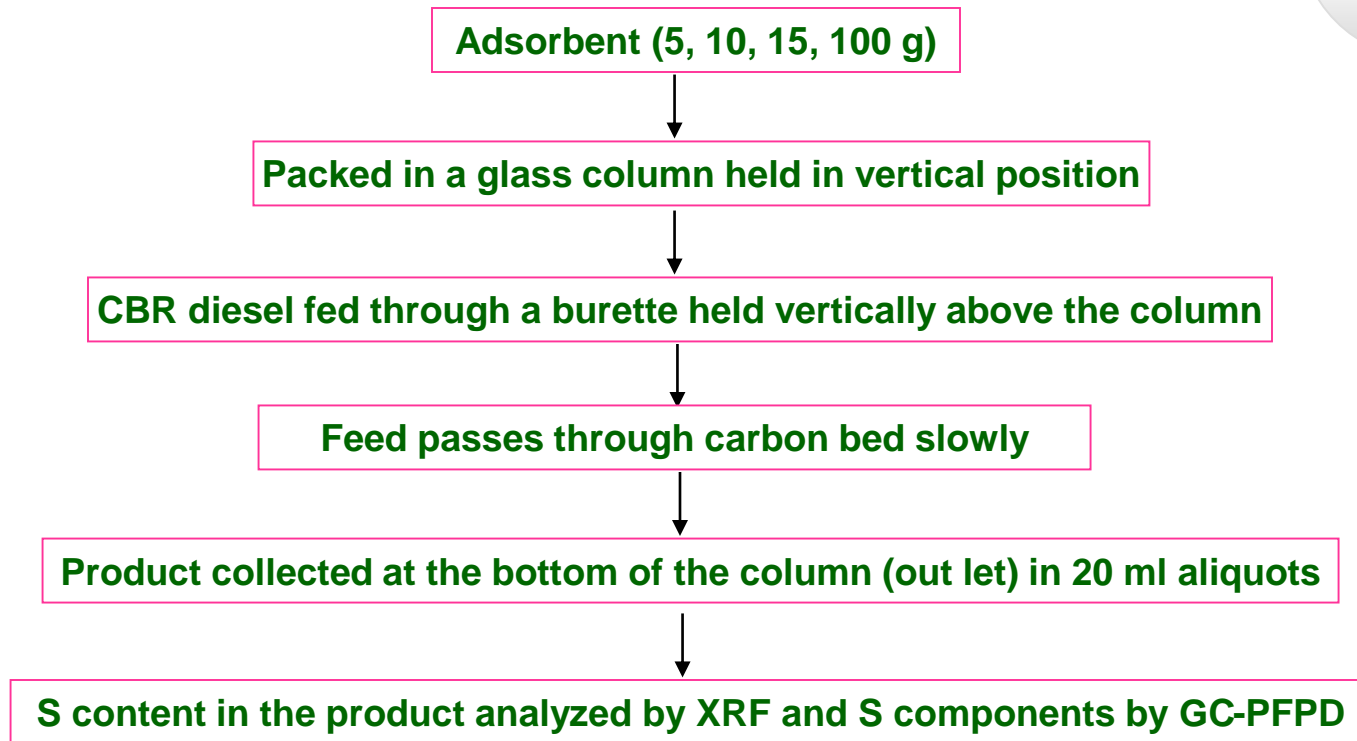 Adsorbent (5, 10, 15, 100 g)
Packed in a glass column held in vertical position
CBR diesel fed through a burette held vertically above the column
Feed passes through carbon bed slowly
Product collected at the bottom of the column (out let) in 20 ml aliquots
S content in the product analyzed by XRF and S components by GC-PFPD